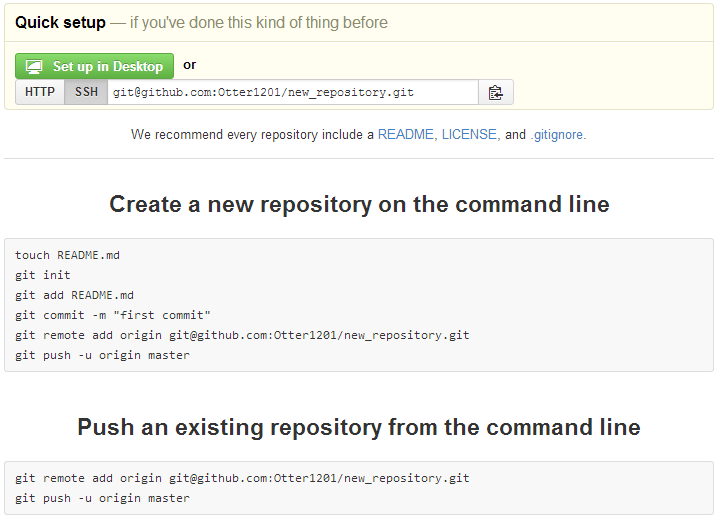 Quick setup — if you've done this kind of thing before
Set up in Desktop or
HTTP SSH git@github.com:Otter1201/new_repository.git
We recommend every repository include a README, LICENSE, and .gitignore.
Create a new repository on the command line
touch README.md
git init
git add README.md
git commit -m "first commit"
git remote add origin git@github.com:Otter1201/new_repository.git
git push -u origin master
Push an existing repository from the command line
git remote add origin git@github.com:Otter1201/new_repository.git
git push -u origin master